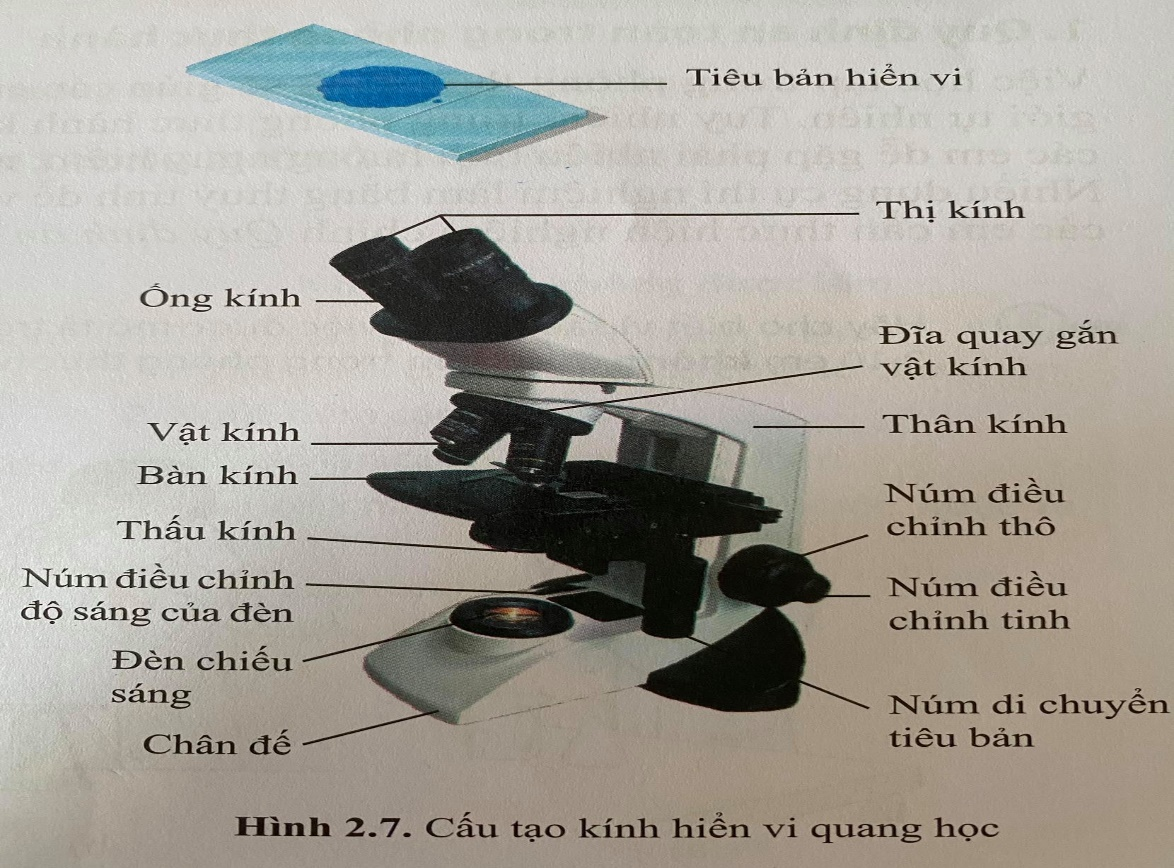 Tiêu bản hiển vi
Thị kính
Ống kính
Đĩa quay gắn
vật kính
Thân kính
Vật kính
Bàn kính
Núm điều
chỉnh thô
Thấu kính
Núm điều chỉnh
độ sáng của đèn
Núm điều
chỉnh tinh
Đèn chiếu
sáng
Núm di chuyển
tiêu bản
Chân đế
Hình 2.7. Cấu tạo kính hiển vi quang học